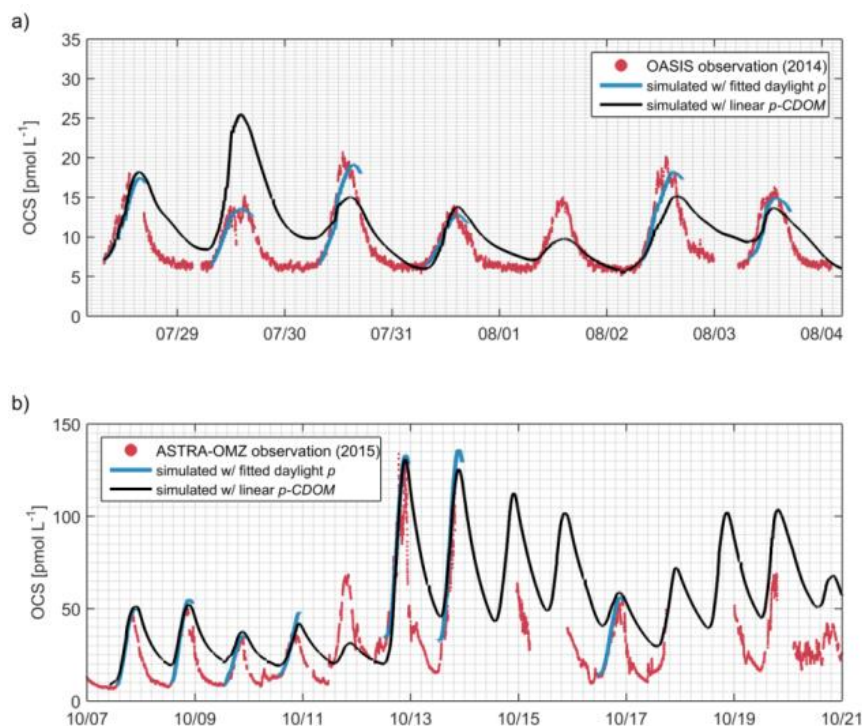 a)
35
30
25
20
15
10
5
0
OCS [pmol L⁻¹]
OASIS observation (2014)
simulated w/ fitted daylight p
simulated w/ linear p-CDOM
07/29 07/30 07/31 08/01 08/02 08/03 08/04
b)
150
100
50
0
OCS [pmol L⁻¹]
ASTRA-OMZ observation (2015)
simulated w/ fitted daylight p
simulated w/ linear p-CDOM
10/07 10/09 10/11 10/13 10/15 10/17 10/19 10/21